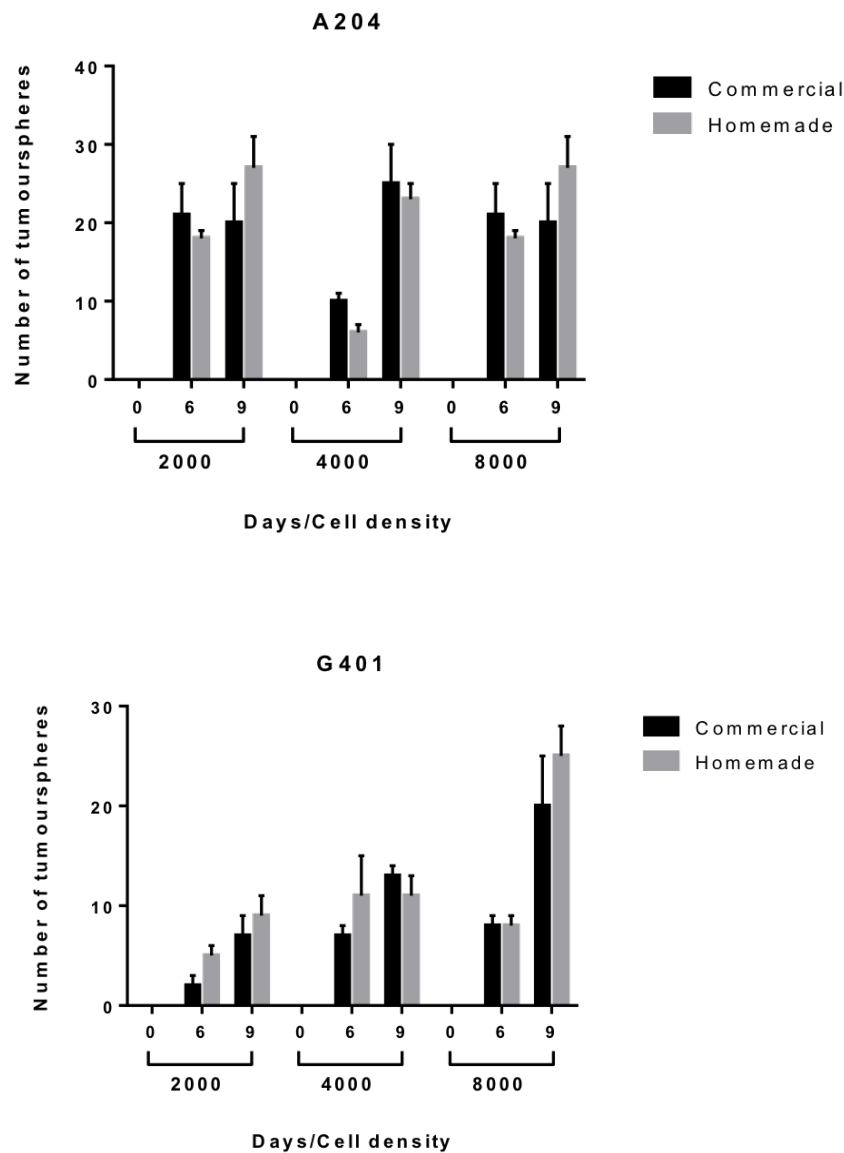 A204
Number of tumourspheres
40
30
20
10
0
Commercial
Homemade
0 6 9 0 6 9 0 6 9
2000 4000 8000
Days/Cell density
G401
Number of tumourspheres
30
20
10
0
Commercial
Homemade
0 6 9 0 6 9 0 6 9
2000 4000 8000
Days/Cell density